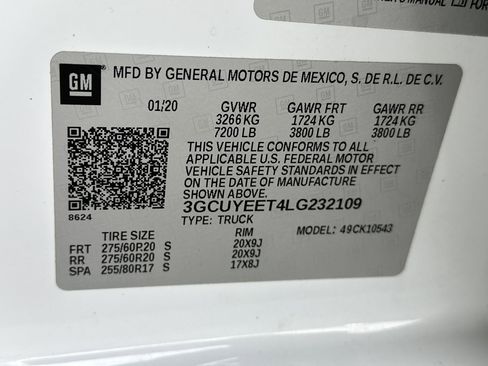 OWNER'S MANUAL
FOR
GM
MFD BY GENERAL MOTORS DE MEXICO, S. DE R.L. DE C.V.
01/20 GVWR GAWR FRT GAWR RR
3266 KG 1724 KG 1724 KG
7200 LB 3800 LB 3800 LB
THIS VEHICLE CONFORMS TO ALL
APPLICABLE U.S. FEDERAL MOTOR
VEHICLE SAFETY STANDARDS IN
EFFECT ON THE DATE OF MANUFACTURE
SHOWN ABOVE.
8624
3GCUYEET4LG232109
TYPE: TRUCK MODEL: 49CK10543
TIRE SIZE RIM
FRT 275/60R20 S 20X9J
RR 275/60R20 S 20X9J
SPA 255/80R17 S 17X8J